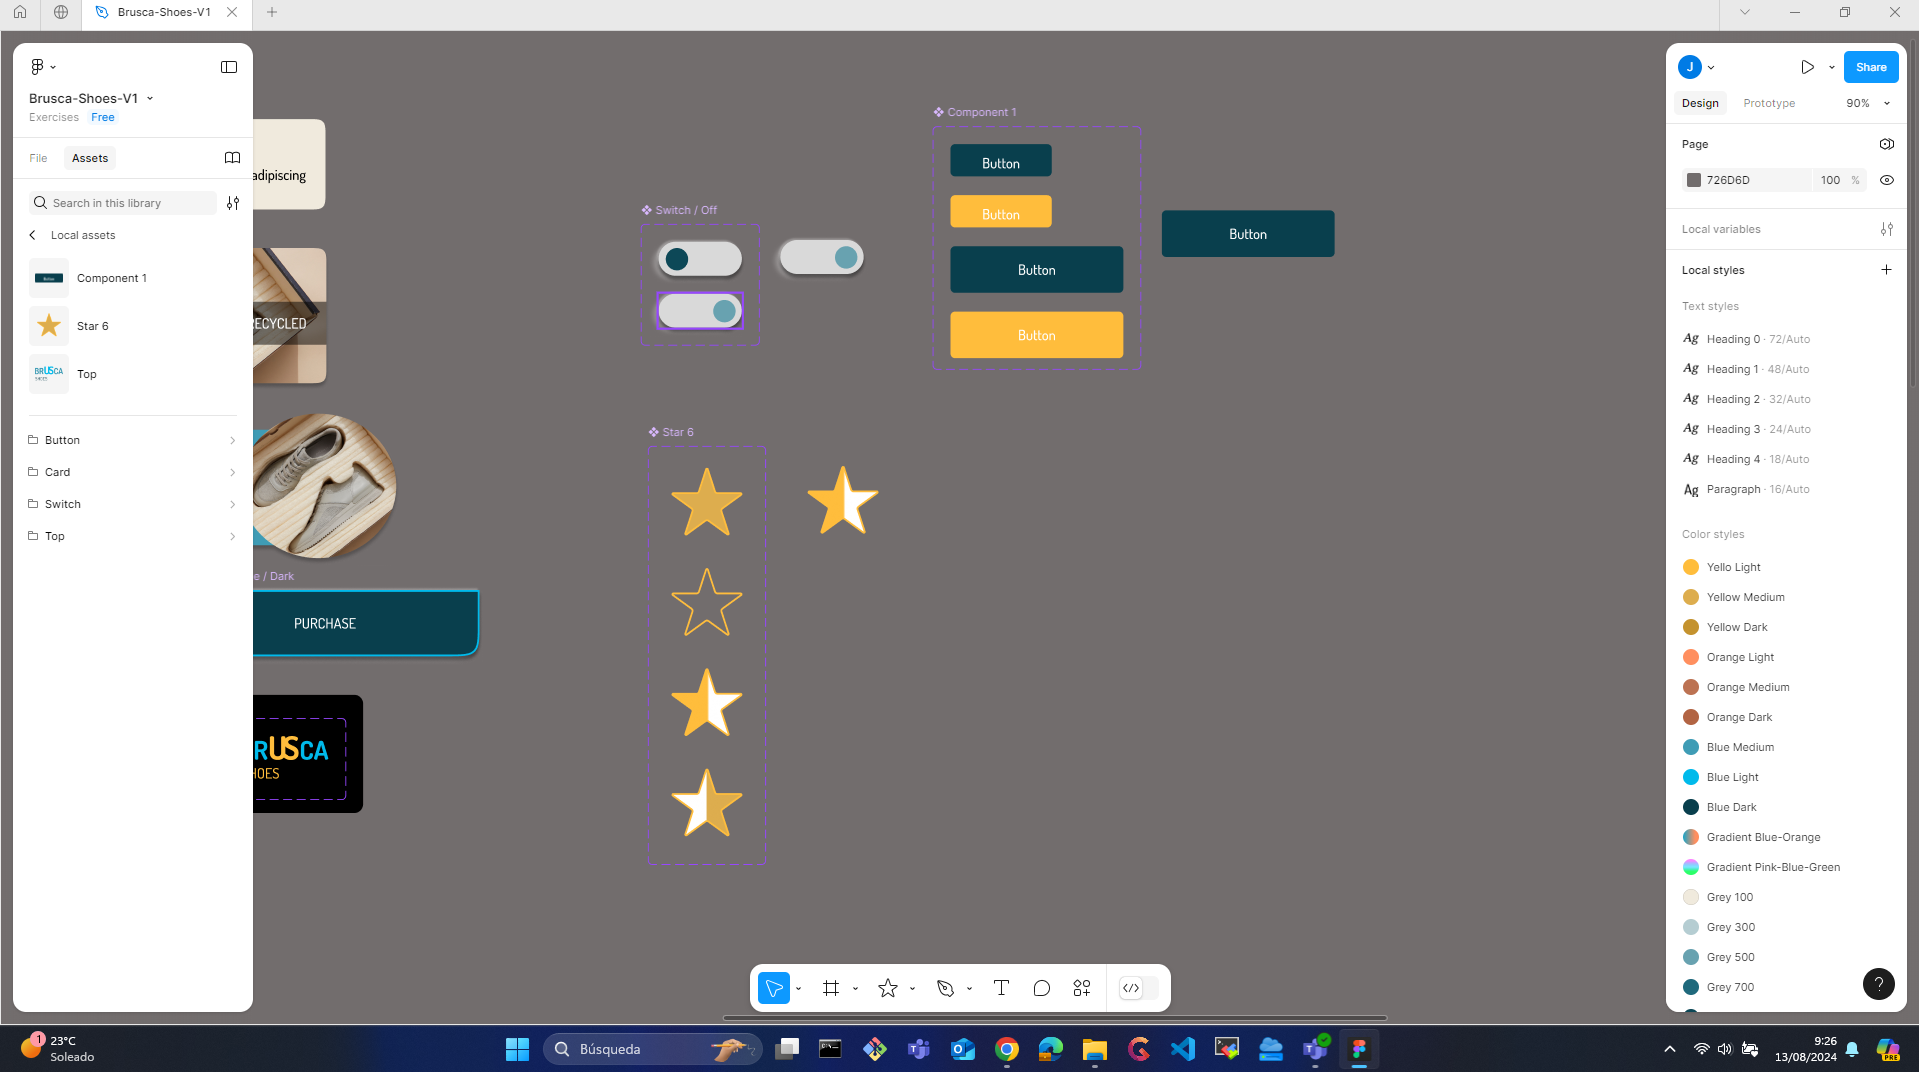 Brusca-Shoes-V1
Brusca-Shoes-V1
Exercises Free
File Assets
Search in this library
Local assets
Component 1
Star 6
BRUSCA
SHOES
Top
Button
Card
Switch
Top
adipiscing
RECYCLED
e / Dark
PURCHASE
RUSCA
HOES
Switch / Off
Component 1
Button
Button
Button
Button
Button
Star 6
J
Share
Design Prototype 90%
Page
726D6D 100 %
Local variables
Local styles
Text styles
Ag Heading 0 · 72/Auto
Ag Heading 1 · 48/Auto
Ag Heading 2 · 32/Auto
Ag Heading 3 · 24/Auto
Ag Heading 4 · 18/Auto
Ag Paragraph · 16/Auto
Color styles
Yello Light
Yellow Medium
Yellow Dark
Orange Light
Orange Medium
Orange Dark
Blue Medium
Blue Light
Blue Dark
Gradient Blue-Orange
Gradient Pink-Blue-Green
Grey 100
Grey 300
Grey 500
Grey 700
?
1
23°C
Soleado
Búsqueda
9:26
13/08/2024
PRE